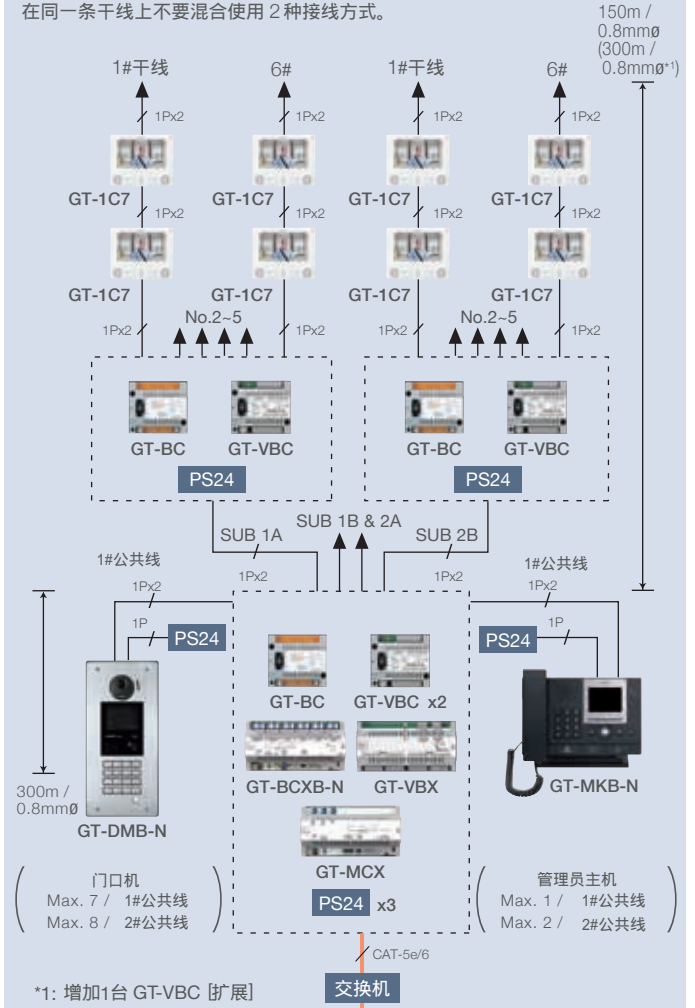 在同一条干线上不要混合使用 2 种接线方式。
150m /
0.8mmø
(300m /
0.8mmø*1)
1#干线 6# 1#干线 6#
1Px2 1Px2 1Px2 1Px2
GT-1C7 GT-1C7 GT-1C7 GT-1C7
1Px2 1Px2 1Px2 1Px2
GT-1C7 GT-1C7 GT-1C7 GT-1C7
No.2~5 No.2~5
1Px2 1Px2 1Px2 1Px2
GT-BC GT-VBC GT-BC GT-VBC
PS24 PS24
SUB 1A SUB 1B & 2A SUB 2B
1#公共线 1#公共线
1Px2 1Px2 1Px2 1Px2
1P PS24 PS24 1P
GT-BC GT-VBC x2
GT-BCXB-N GT-VBX
300m /
0.8mmø
GT-DMB-N GT-MKB-N
GT-MCX
PS24 x3
门口机
Max. 7 / 1#公共线
Max. 8 / 2#公共线
管理员主机
Max. 1 / 1#公共线
Max. 2 / 2#公共线
CAT-5e/6
*1: 增加1台 GT-VBC [扩展]
交换机